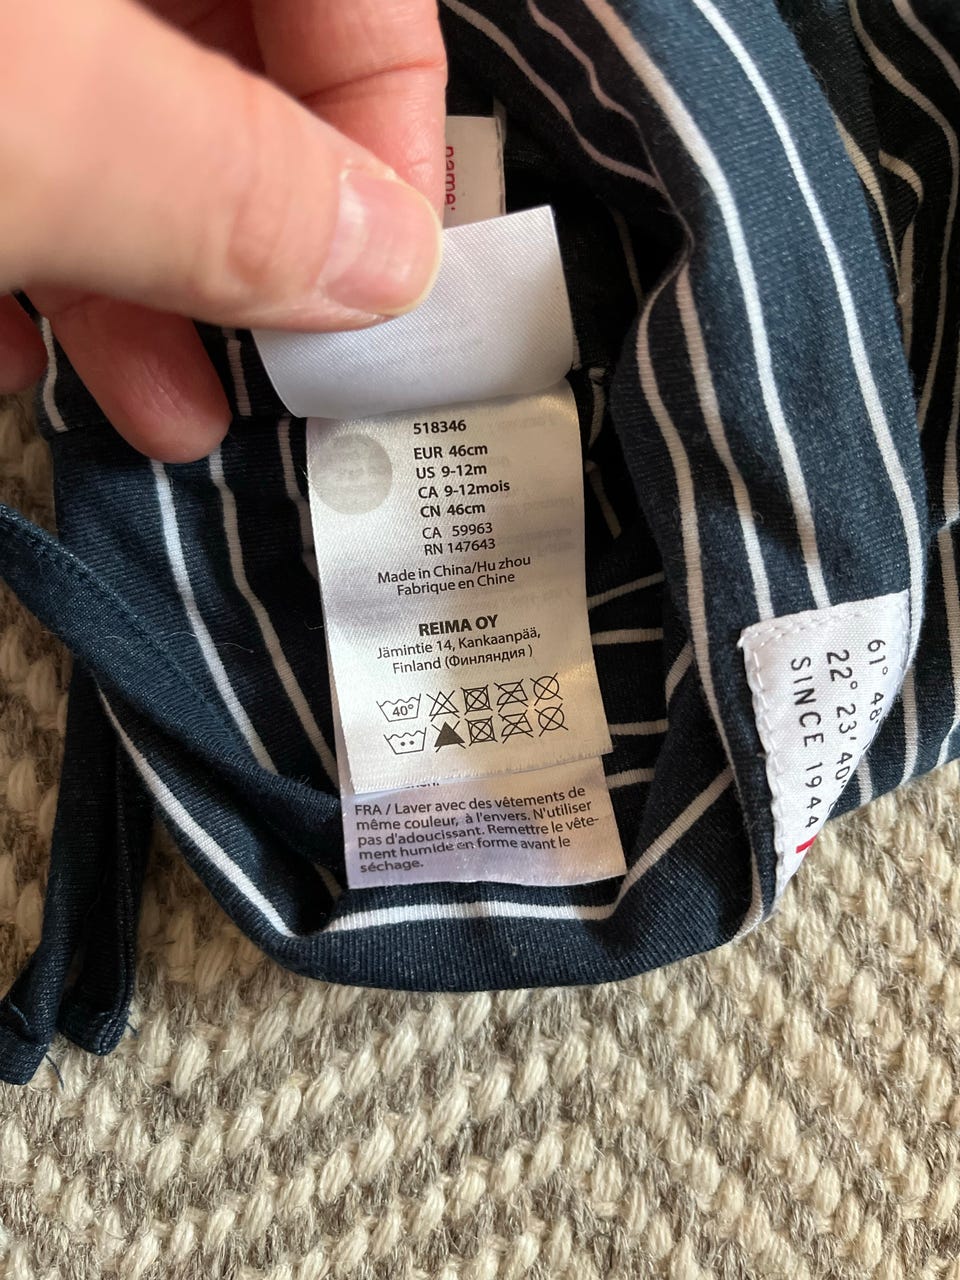 name:
518346
EUR 46cm
US 9-12m
CA 9-12mois
CN 46cm
CA 59963
RN 147643
Made in China/Hu zhou
Fabrique en Chine
REIMA OY
Jämintie 14, Kankaanpää,
Finland (Финляндия )
40°
FRA / Laver avec des vêtements de
même couleur, à l'envers. N'utiliser
pas d'adoucissant. Remettre le vête-
ment humide en forme avant le
séchage.
61° 48'
22° 23' 40
SINCE 1944